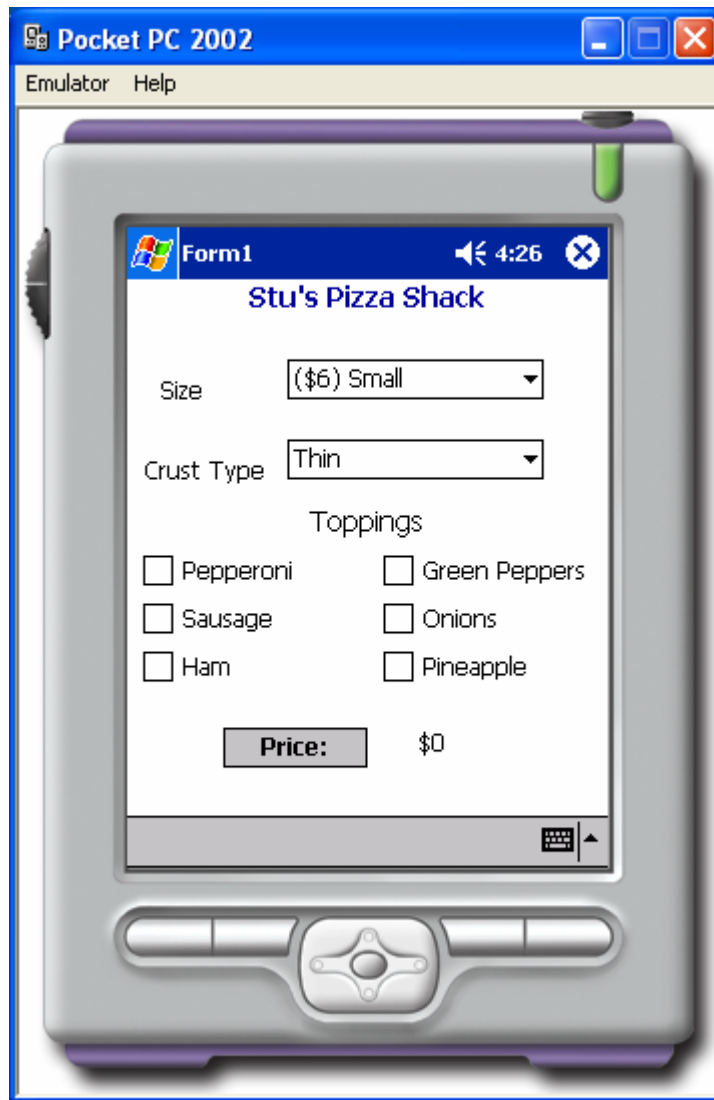 Pocket PC 2002
Emulator Help
Form1 4:26
Stu's Pizza Shack
Size ($6) Small
Crust Type Thin
Toppings
Pepperoni Green Peppers
Sausage Onions
Ham Pineapple
Price: $0